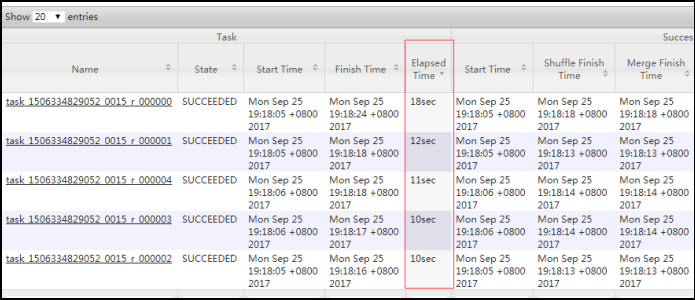 Show 20 entries
Task Succes
Name State Start Time Finish Time Elapsed Time Start Time Shuffle Finish Time Merge Finish Time
task_1506334829052_0015_r_000000 SUCCEEDED Mon Sep 25 Mon Sep 25 18sec Mon Sep 25 Mon Sep 25 Mon Sep 25
19:18:05 +0800 19:18:24 +0800 19:18:05 +0800 19:18:18 +0800 19:18:18 +0800
2017 2017 2017 2017 2017
task_1506334829052_0015_r_000001 SUCCEEDED Mon Sep 25 Mon Sep 25 12sec Mon Sep 25 Mon Sep 25 Mon Sep 25
19:18:05 +0800 19:18:18 +0800 19:18:05 +0800 19:18:13 +0800 19:18:13 +0800
2017 2017 2017 2017 2017
task_1506334829052_0015_r_000004 SUCCEEDED Mon Sep 25 Mon Sep 25 11sec Mon Sep 25 Mon Sep 25 Mon Sep 25
19:18:06 +0800 19:18:18 +0800 19:18:06 +0800 19:18:14 +0800 19:18:14 +0800
2017 2017 2017 2017 2017
task_1506334829052_0015_r_000003 SUCCEEDED Mon Sep 25 Mon Sep 25 10sec Mon Sep 25 Mon Sep 25 Mon Sep 25
19:18:06 +0800 19:18:17 +0800 19:18:06 +0800 19:18:14 +0800 19:18:14 +0800
2017 2017 2017 2017 2017
task_1506334829052_0015_r_000002 SUCCEEDED Mon Sep 25 Mon Sep 25 10sec Mon Sep 25 Mon Sep 25 Mon Sep 25
19:18:05 +0800 19:18:16 +0800 19:18:05 +0800 19:18:13 +0800 19:18:13 +0800
2017 2017 2017 2017 2017